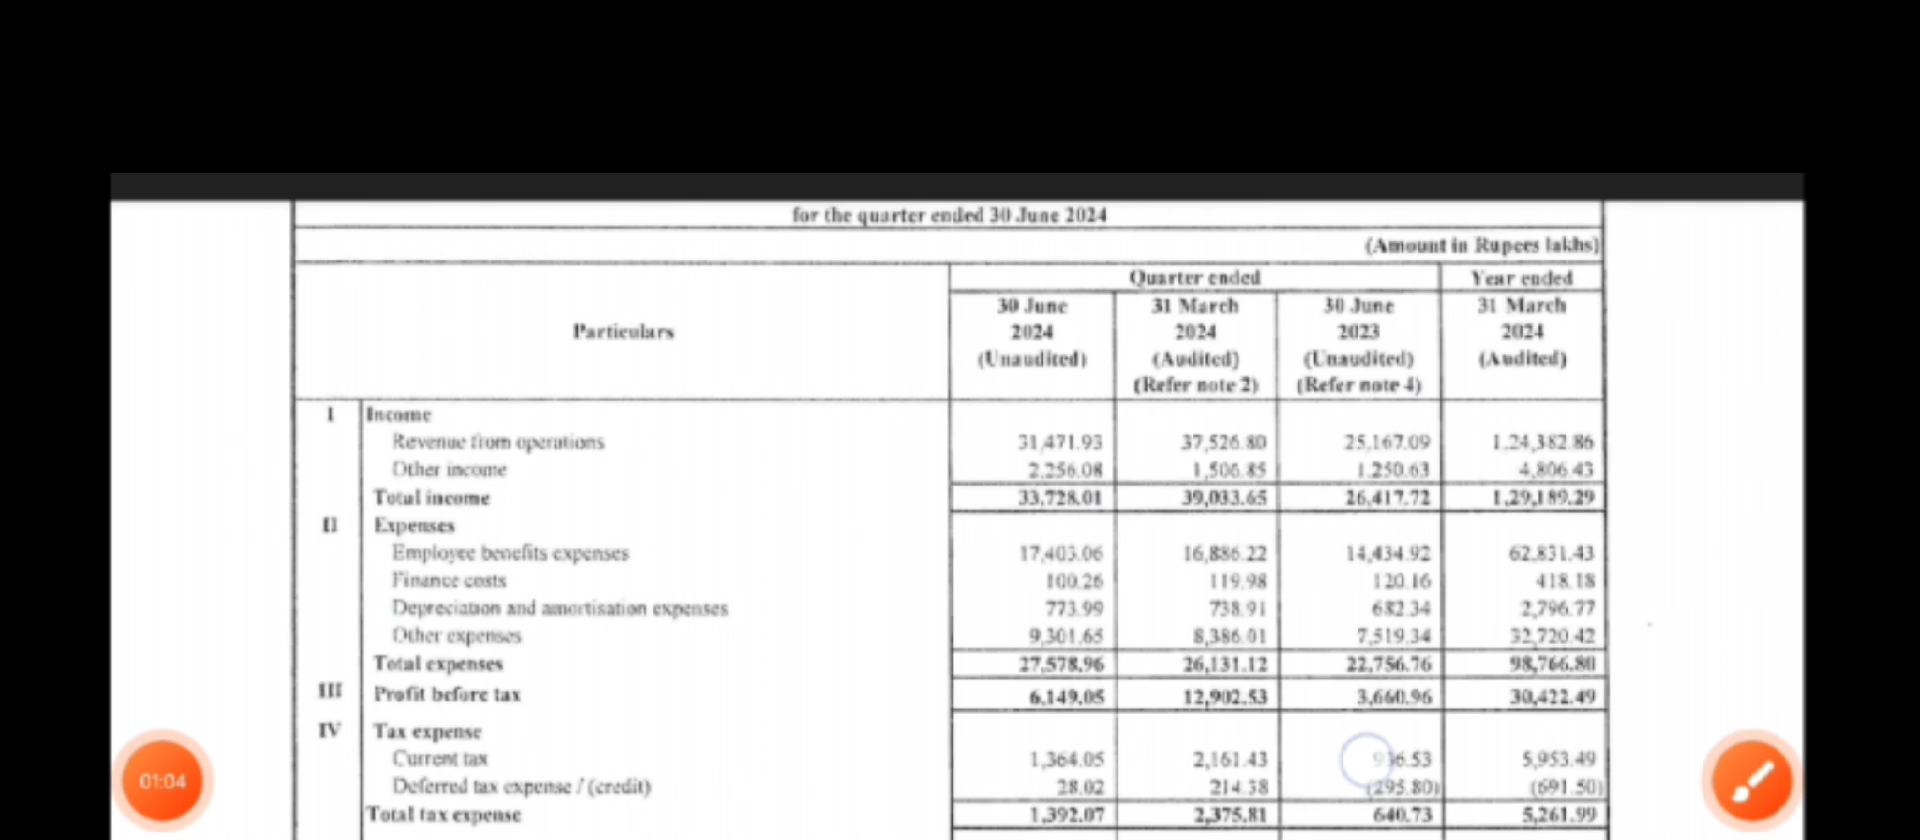 for the quarter ended 30 June 2024
(Amount in Rupees lakhs)
Particulars Quarter ended Year ended
30 June 31 March 30 June 31 March
2024 2024 2023 2024
(Unaudited) (Audited) (Unaudited) (Audited)
(Refer note 2) (Refer note 4)
I Income
Revenue from operations 31,471.93 37,526.80 25,167.09 1,24,382.86
Other income 2,256.08 1,506.85 1,250.63 4,806.43
Total income 33,728.01 39,033.65 26,417.72 1,29,189.29
II Expenses
Employee benefits expenses 17,403.06 16,886.22 14,434.92 62,831.43
Finance costs 100.26 119.98 120.16 418.18
Depreciation and amortisation expenses 773.99 738.91 682.34 2,796.77
Other expenses 9,301.65 8,386.01 7,519.34 32,720.42
Total expenses 27,578.96 26,131.12 22,756.76 98,766.80
III Profit before tax 6,149.05 12,902.53 3,660.96 30,422.49
IV Tax expense
Current tax 1,364.05 2,161.43 936.53 5,953.49
Deferred tax expense / (credit) 28.02 214.38 (295.80) (691.50)
Total tax expense 1,392.07 2,375.81 640.73 5,261.99
01:04